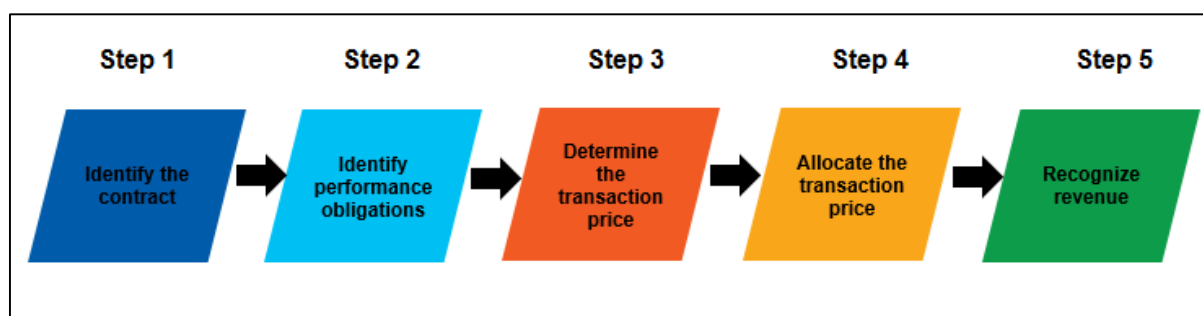 Step 1
Step 2
Step 3
Step 4
Step 5
Identify the
contract
Identify
performance
obligations
Determine
the
transaction
price
Allocate the
transaction
price
Recognize
revenue